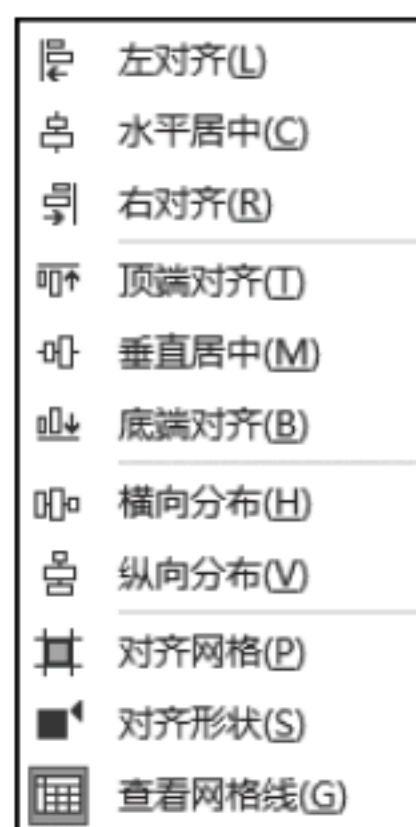 左对齐(L)
水平居中(C)
右对齐(R)
顶端对齐(T)
垂直居中(M)
底端对齐(B)
横向分布(H)
纵向分布(V)
对齐网格(P)
对齐形状(S)
查看网格线(G)